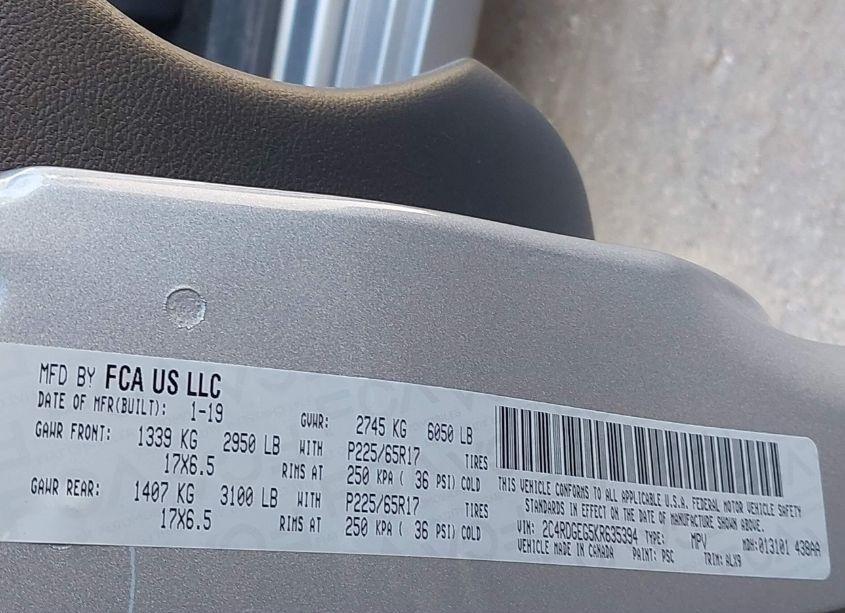 MFD BY FCA US LLC
DATE OF MFR(BUILT): 1-19 GVWR: 2745 KG 6050 LB
GAWR FRONT: 1339 KG 2950 LB WITH P225/65R17 TIRES
17X6.5 RIMS AT 250 KPA ( 36 PSI) COLD
GAWR REAR: 1407 KG 3100 LB WITH P225/65R17 TIRES
17X6.5 RIMS AT 250 KPA ( 36 PSI) COLD
THIS VEHICLE CONFORMS TO ALL APPLICABLE U.S.A. FEDERAL MOTOR VEHICLE SAFETY
STANDARDS IN EFFECT ON THE DATE OF MANUFACTURE SHOWN ABOVE.
VIN: 2C4RDGEG5KR635394 TYPE: MPV MDH: 013101 438AA
VEHICLE MADE IN CANADA PAINT: PSC TRIM: ALX9